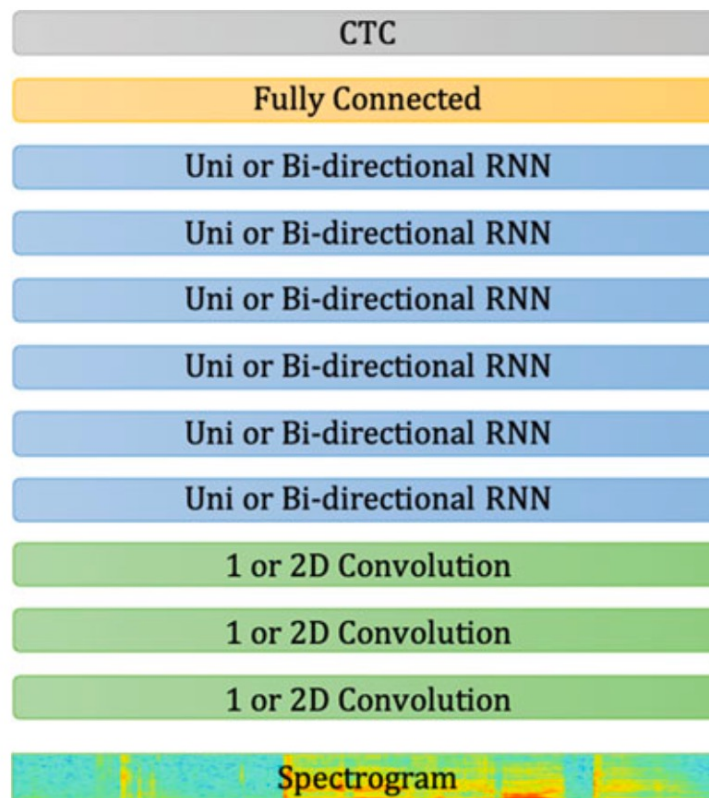 CTC
Fully Connected
Uni or Bi-directional RNN
Uni or Bi-directional RNN
Uni or Bi-directional RNN
Uni or Bi-directional RNN
Uni or Bi-directional RNN
Uni or Bi-directional RNN
1 or 2D Convolution
1 or 2D Convolution
1 or 2D Convolution
Spectrogram